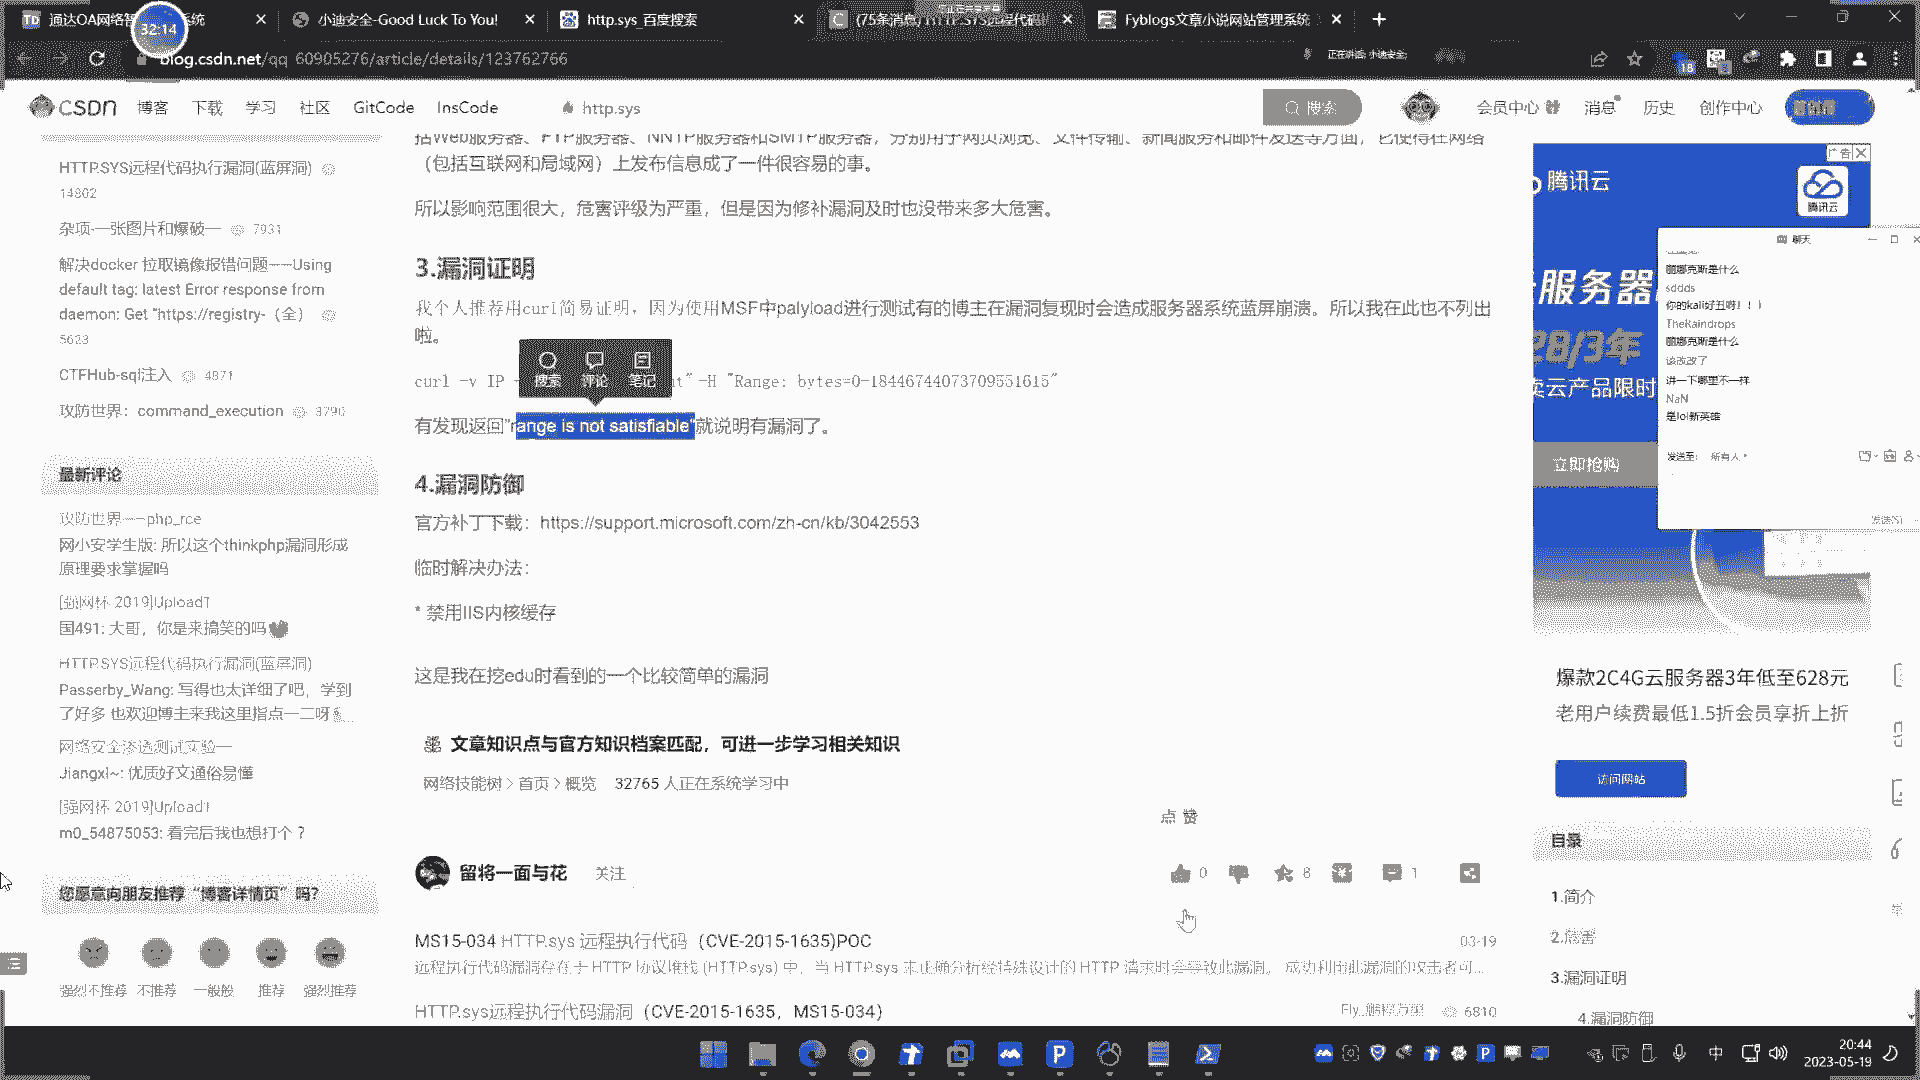 通达OA网络智 系统
小迪安全-Good Luck To You!
http.sys_百度搜索
(75条消息) HTTP.SYS远程代码
Fyblogs文章小说网站管理系统
32:14
blog.csdn.net/qq_60905276/article/details/123762766
正在讲话: 小迪安全;
18
CSDN
博客
下载
学习
社区
GitCode
InsCode
http.sys
搜索
会员中心
消息
历史
创作中心
HTTP.SYS远程代码执行漏洞(蓝屏洞)
14802
杂项-一张图片和爆破一
7931
解决docker 拉取镜像报错问题——Using
default tag: latest Error response from
daemon: Get "https://registry-（全）
5623
CTFHub-sql注入
4871
攻防世界：command_execution
3790
最新评论
攻防世界——php_rce
网小安学生版: 所以这个thinkphp漏洞形成
原理要求掌握吗
[强网杯 2019]Upload1
国491: 大哥，你是来搞笑的吗
HTTP.SYS远程代码执行漏洞(蓝屏洞)
Passerby_Wang: 写得也太详细了吧，学到
了好多 也欢迎博主来我这里指点一二呀
网络安全渗透测试实验一
Jiangxl~: 优质好文通俗易懂
[强网杯 2019]Upload1
m0_54875053: 看完后我也想打个？
您愿意向朋友推荐“博客详情页”吗？
强烈不推荐
不推荐
一般般
推荐
强烈推荐
括Web服务器、FTP服务器、NNTP服务器和SMTP服务器，分别用于网页浏览、文件传输、新闻服务和邮件发送等方面，它使得在网络
（包括互联网和局域网）上发布信息成了一件很容易的事。
所以影响范围很大，危害评级为严重，但是因为修补漏洞及时也没带来多大危害。
3.漏洞证明
我个人推荐用curl简易证明，因为使用MSF中palyload进行测试有的博主在漏洞复现时会造成服务器系统蓝屏崩溃。所以我在此也不列出
啦。
搜索
评论
笔记
curl -v IP - nt" -H "Range: bytes=0-18446744073709551615"
有发现返回"range is not satisfiable"就说明有漏洞了。
4.漏洞防御
官方补丁下载：https://support.microsoft.com/zh-cn/kb/3042553
临时解决办法：
* 禁用IIS内核缓存
这是我在挖edu时看到的一个比较简单的漏洞
文章知识点与官方知识档案匹配，可进一步学习相关知识
网络技能树
首页
概览
32765 人正在系统学习中
点 赞
留将一面与花
关注
0
8
1
MS15-034 HTTP.sys 远程执行代码（CVE-2015-1635)POC
03-19
远程执行代码漏洞存在于 HTTP 协议堆栈 (HTTP.sys) 中，当 HTTP.sys 未正确分析经特殊设计的 HTTP 请求时会导致此漏洞。 成功利用此漏洞的攻击者可...
HTTP.sys远程代码执行漏洞（CVE-2015-1635，MS15-034）
6810
广告
腾讯云
腾讯云
云服务器
28/3年
卖云产品限时
立即抢购
聊天
sddds
你的kali好丑呀！！！
TheRaindrops
丽娜克斯是什么
该改改了
讲一下哪里不一样
NaN
是lol新英雄
发送至：
所有人
发送(S)
爆款2C4G云服务器3年低至628元
老用户续费最低1.5折会员享折上折
访问网站
目录
1.简介
2.危害
3.漏洞证明
4.漏洞防御
中
20:44
2023-05-19